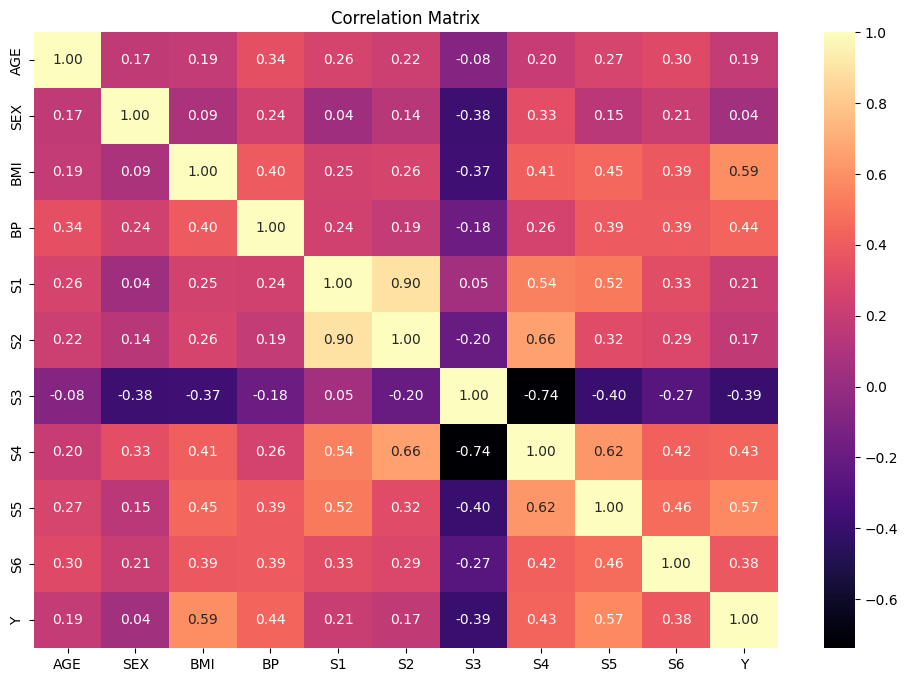 Correlation Matrix
AGE 1.00 0.17 0.19 0.34 0.26 0.22 -0.08 0.20 0.27 0.30 0.19
SEX 0.17 1.00 0.09 0.24 0.04 0.14 -0.38 0.33 0.15 0.21 0.04
BMI 0.19 0.09 1.00 0.40 0.25 0.26 -0.37 0.41 0.45 0.39 0.59
BP 0.34 0.24 0.40 1.00 0.24 0.19 -0.18 0.26 0.39 0.39 0.44
S1 0.26 0.04 0.25 0.24 1.00 0.90 0.05 0.54 0.52 0.33 0.21
S2 0.22 0.14 0.26 0.19 0.90 1.00 -0.20 0.66 0.32 0.29 0.17
S3 -0.08 -0.38 -0.37 -0.18 0.05 -0.20 1.00 -0.74 -0.40 -0.27 -0.39
S4 0.20 0.33 0.41 0.26 0.54 0.66 -0.74 1.00 0.62 0.42 0.43
S5 0.27 0.15 0.45 0.39 0.52 0.32 -0.40 0.62 1.00 0.46 0.57
S6 0.30 0.21 0.39 0.39 0.33 0.29 -0.27 0.42 0.46 1.00 0.38
Y 0.19 0.04 0.59 0.44 0.21 0.17 -0.39 0.43 0.57 0.38 1.00
AGE SEX BMI BP S1 S2 S3 S4 S5 S6 Y
1.0
0.8
0.6
0.4
0.2
0.0
−0.2
−0.4
−0.6